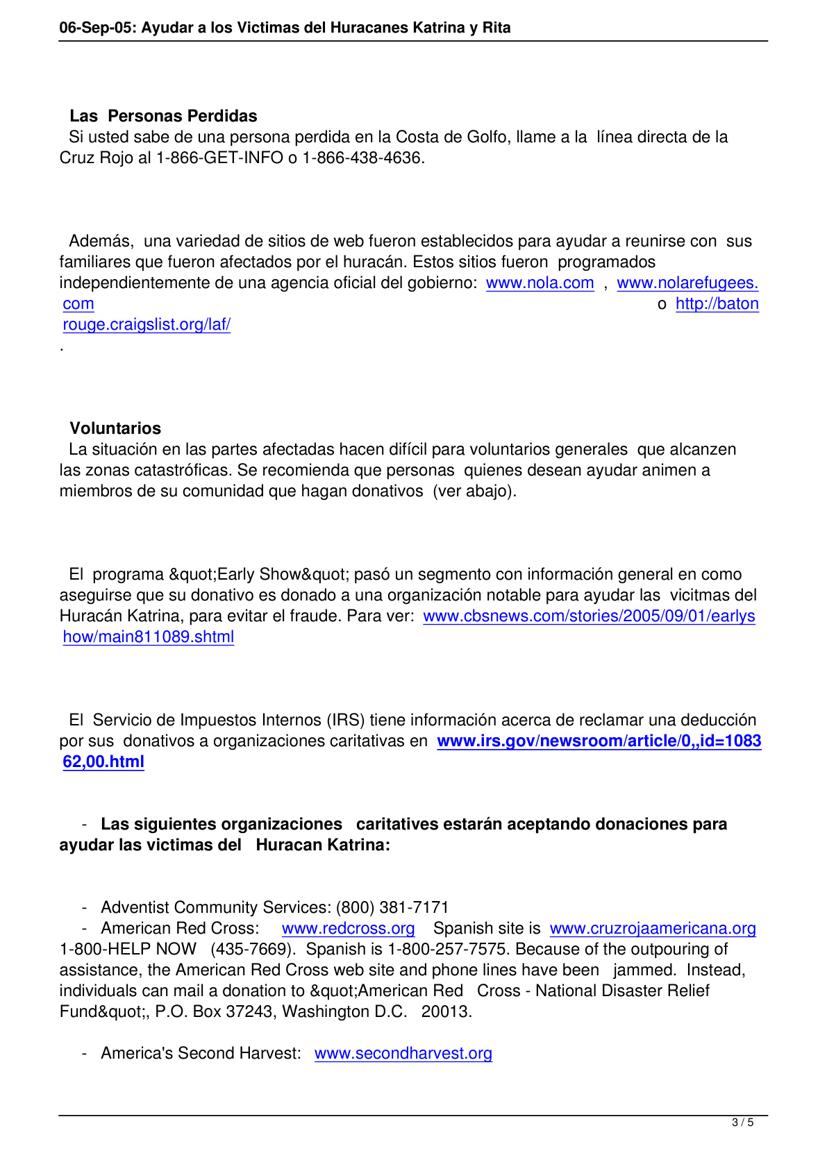 06-Sep-05: Ayudar a los Victimas del Huracanes Katrina y Rita
Las Personas Perdidas
Si usted sabe de una persona perdida en la Costa de Golfo, llame a la línea directa de la
Cruz Rojo al 1-866-GET-INFO o 1-866-438-4636.
Además, una variedad de sitios de web fueron establecidos para ayudar a reunirse con sus
familiares que fueron afectados por el huracán. Estos sitios fueron programados
independientemente de una agencia oficial del gobierno: www.nola.com , www.nolarefugees.
com o http://baton
rouge.craigslist.org/laf/
.
Voluntarios
La situación en las partes afectadas hacen difícil para voluntarios generales que alcanzen
las zonas catastróficas. Se recomienda que personas quienes desean ayudar animen a
miembros de su comunidad que hagan donativos (ver abajo).
El programa &quot;Early Show&quot; pasó un segmento con información general en como
aseguirse que su donativo es donado a una organización notable para ayudar las vicitmas del
Huracán Katrina, para evitar el fraude. Para ver: www.cbsnews.com/stories/2005/09/01/earlys
how/main811089.shtml
El Servicio de Impuestos Internos (IRS) tiene información acerca de reclamar una deducción
por sus donativos a organizaciones caritativas en www.irs.gov/newsroom/article/0,,id=1083
62,00.html
- Las siguientes organizaciones caritatives estarán aceptando donaciones para
ayudar las victimas del Huracan Katrina:
- Adventist Community Services: (800) 381-7171
- American Red Cross: www.redcross.org Spanish site is www.cruzrojaamericana.org
1-800-HELP NOW (435-7669). Spanish is 1-800-257-7575. Because of the outpouring of
assistance, the American Red Cross web site and phone lines have been jammed. Instead,
individuals can mail a donation to &quot;American Red Cross - National Disaster Relief
Fund&quot;, P.O. Box 37243, Washington D.C. 20013.
- America's Second Harvest: www.secondharvest.org
3 / 5